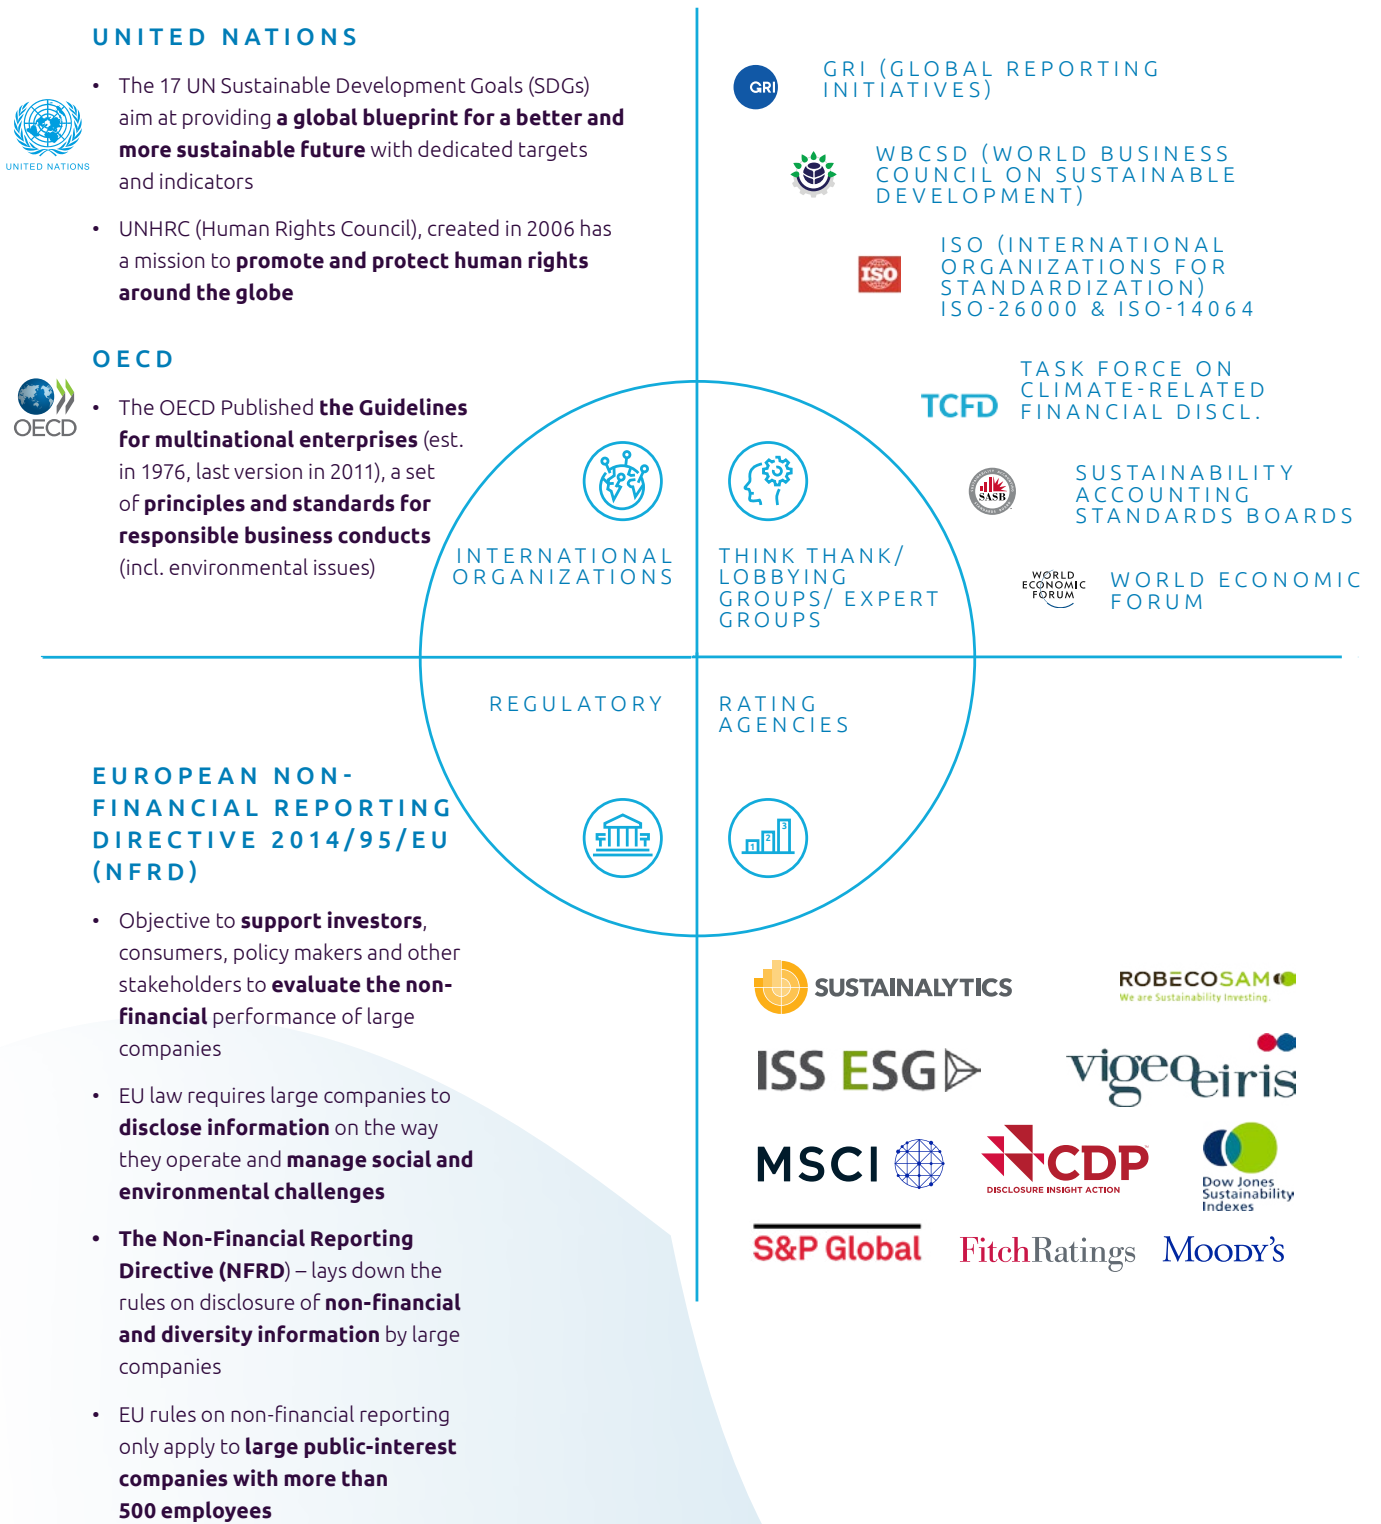 UNITED NATIONS
• The 17 UN Sustainable Development Goals (SDGs)
aim at providing a global blueprint for a better and
more sustainable future with dedicated targets
and indicators
UNITED NATIONS
• UNHRC (Human Rights Council), created in 2006 has
a mission to promote and protect human rights
around the globe
OECD
OECD
• The OECD Published the Guidelines
for multinational enterprises (est.
in 1976, last version in 2011), a set
of principles and standards for
responsible business conducts
(incl. environmental issues)
INTERNATIONAL
ORGANIZATIONS
GRI
GRI (GLOBAL REPORTING
INITIATIVES)
WBCSD (WORLD BUSINESS
COUNCIL ON SUSTAINABLE
DEVELOPMENT)
ISO
ISO (INTERNATIONAL
ORGANIZATIONS FOR
STANDARDIZATION)
ISO-26000 & ISO-14064
TCFD
TASK FORCE ON
CLIMATE-RELATED
FINANCIAL DISCL.
SASB
SUSTAINABILITY
ACCOUNTING
STANDARDS BOARDS
WORLD
ECONOMIC
FORUM
WORLD ECONOMIC
FORUM
THINK THANK/
LOBBYING
GROUPS/ EXPERT
GROUPS
REGULATORY
EUROPEAN NON-
FINANCIAL REPORTING
DIRECTIVE 2014/95/EU
(NFRD)
• Objective to support investors,
consumers, policy makers and other
stakeholders to evaluate the non-
financial performance of large
companies
• EU law requires large companies to
disclose information on the way
they operate and manage social and
environmental challenges
• The Non-Financial Reporting
Directive (NFRD) – lays down the
rules on disclosure of non-financial
and diversity information by large
companies
• EU rules on non-financial reporting
only apply to large public-interest
companies with more than
500 employees
RATING
AGENCIES
1 2 3
SUSTAINALYTICS
ROBECOSAM
We are Sustainability Investing.
ISS ESG
vigeoeiris
MSCI
CDP
DISCLOSURE INSIGHT ACTION
Dow Jones
Sustainability
Indexes
S&P Global
FitchRatings
MOODY'S